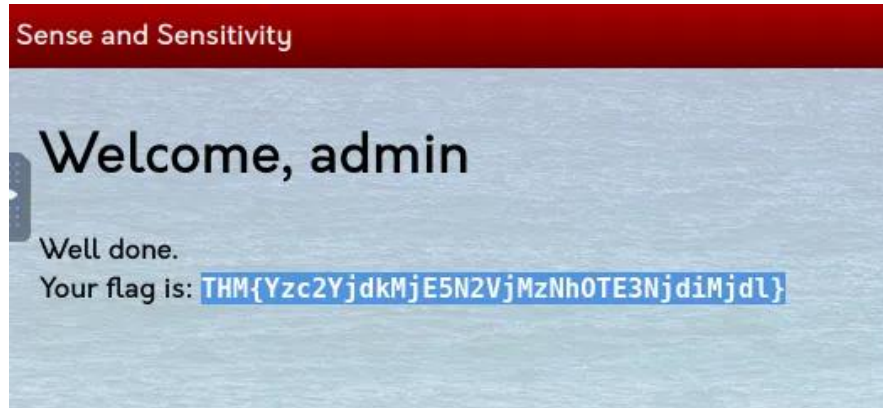 Sense and Sensitivity
Welcome, admin
Well done.
Your flag is: THM{Yzc2YjdkMjE5N2VjMzNhOTE3NjdiMjdl}